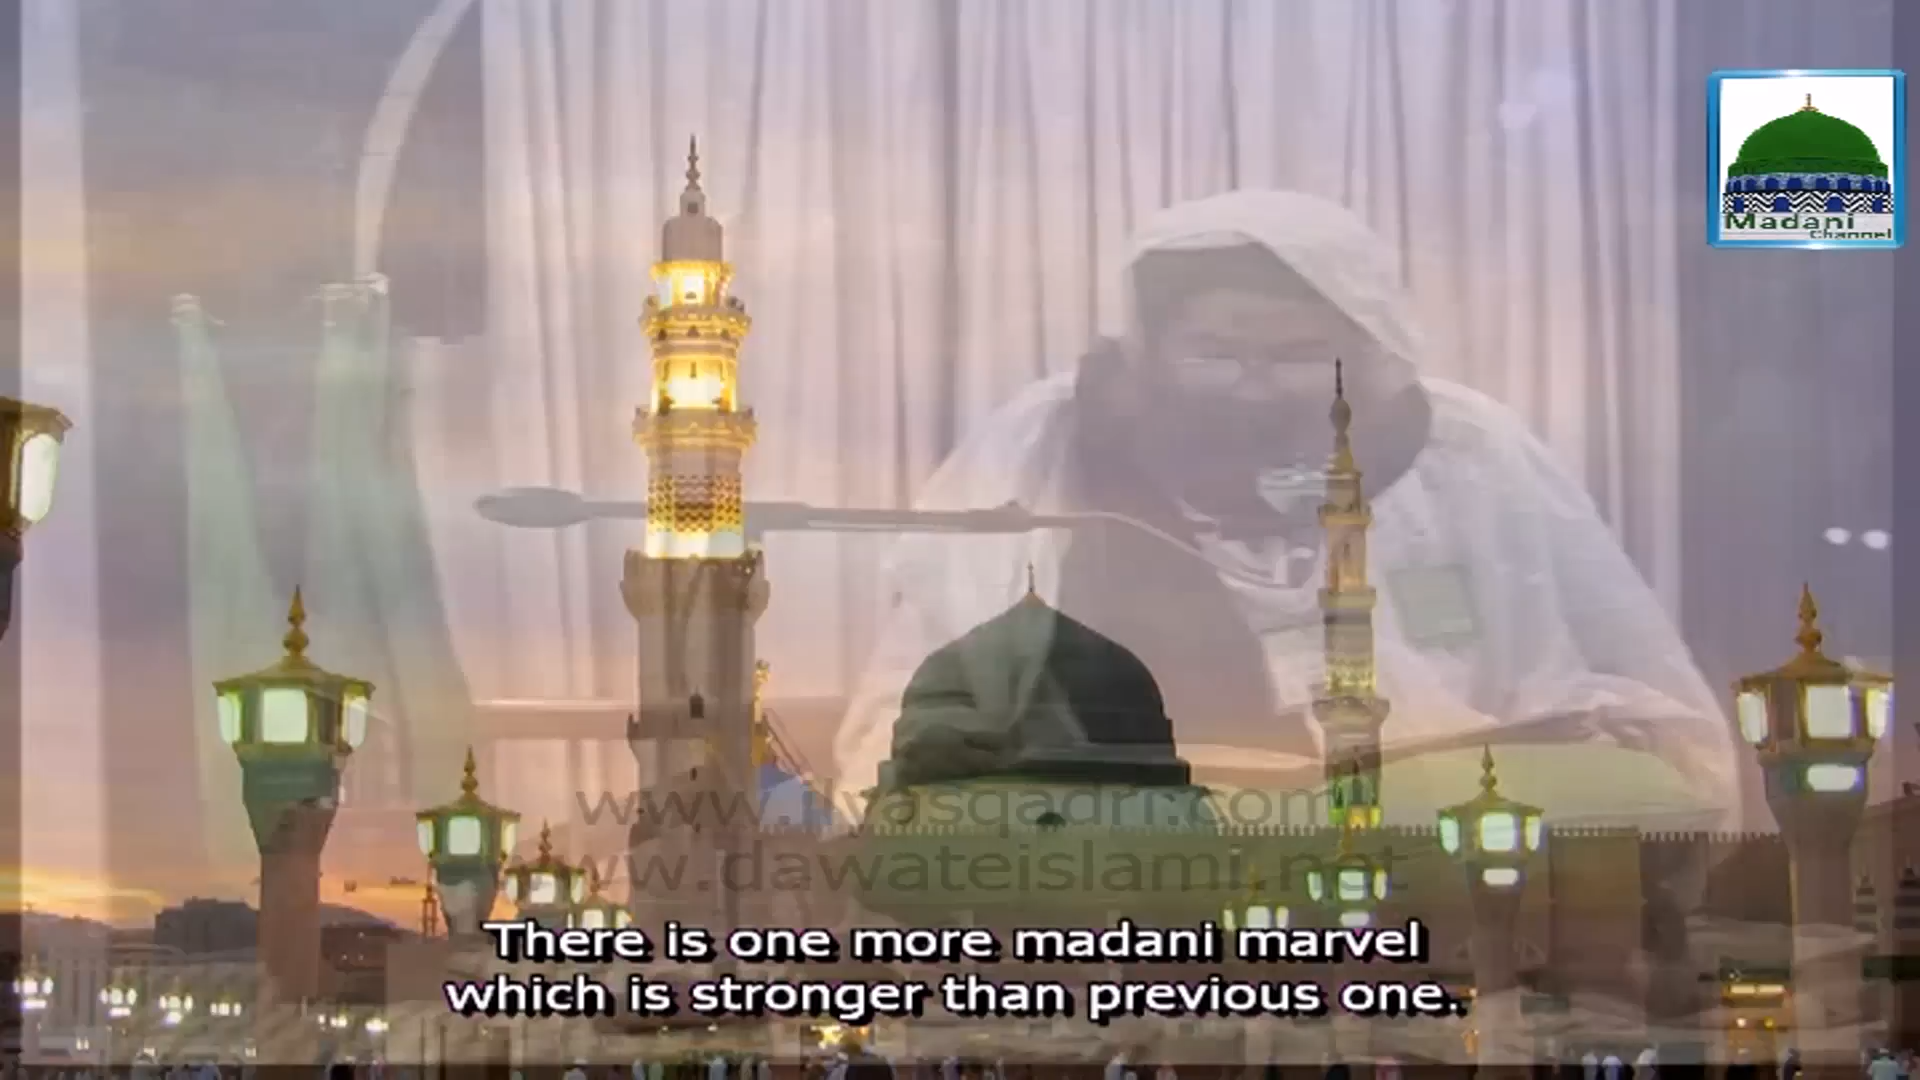 Madani
Channel
www.ilyasqadri.com
www.dawateislami.net
There is one more madani marvel
which is stronger than previous one.